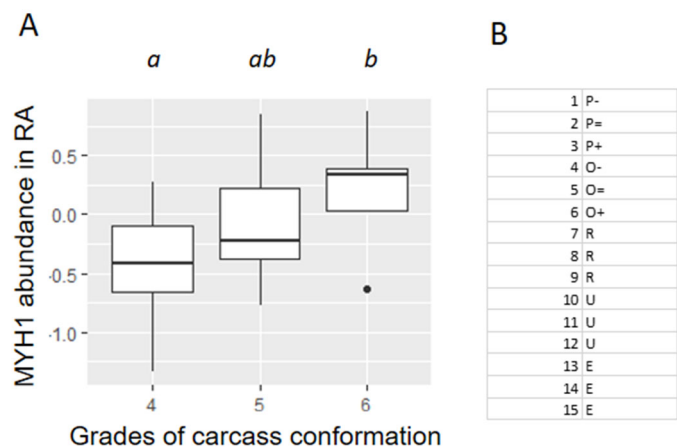 A
B
a ab b
MYH1 abundance in RA
0.5
0.0
-0.5
-1.0
4 5 6
Grades of carcass conformation
1 P-
2 P=
3 P+
4 O-
5 O=
6 O+
7 R
8 R
9 R
10 U
11 U
12 U
13 E
14 E
15 E